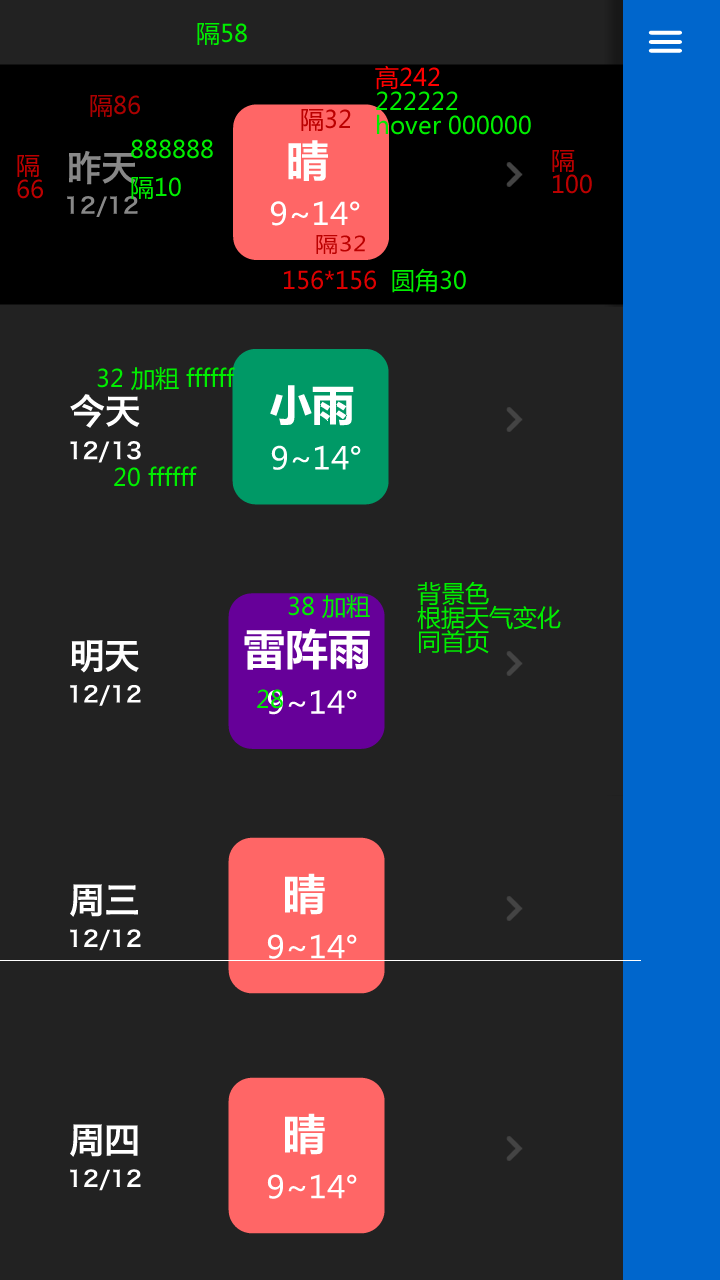 隔58
高242
222222
hover 000000
隔86
隔32
888888
隔
66
昨天
隔10
12/12
晴
9~14°
隔
100
隔32
156*156 圆角30
32 加粗 ffffff
今天
12/13
20 ffffff
小雨
9~14°
背景色
根据天气变化
同首页
38 加粗
明天
12/12
雷阵雨
28
9~14°
周三
12/12
晴
9~14°
周四
12/12
晴
9~14°